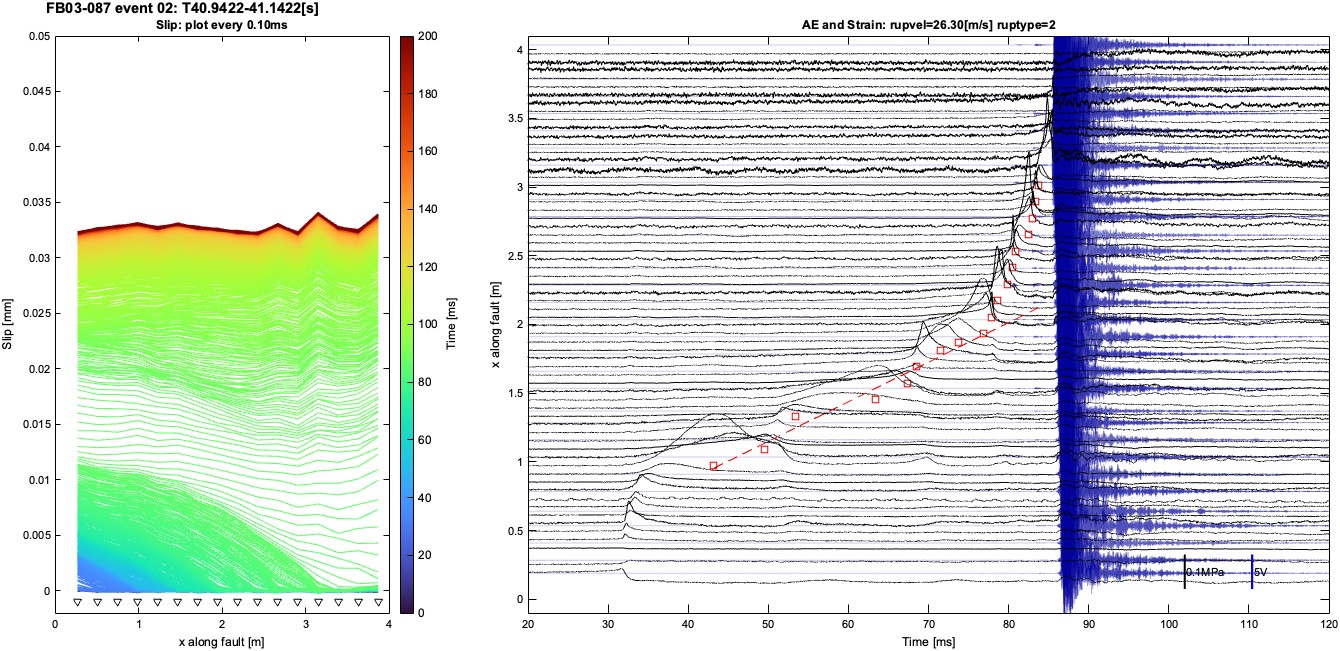 FB03-087 event 02: T40.9422-41.1422[s]
Slip: plot every 0.10ms
0.05
0.045
0.04
0.035
0.03
0.025
0.02
0.015
0.01
0.005
0
Slip [mm]
0 1 2 3 4
x along fault [m]
200
180
160
140
120
100
80
60
40
20
0
Time [ms]
AE and Strain: rupvel=26.30[m/s] ruptype=2
4
3.5
3
2.5
2
1.5
1
0.5
0
x along fault [m]
0.1MPa
5V
20 30 40 50 60 70 80 90 100 110 120
Time [ms]